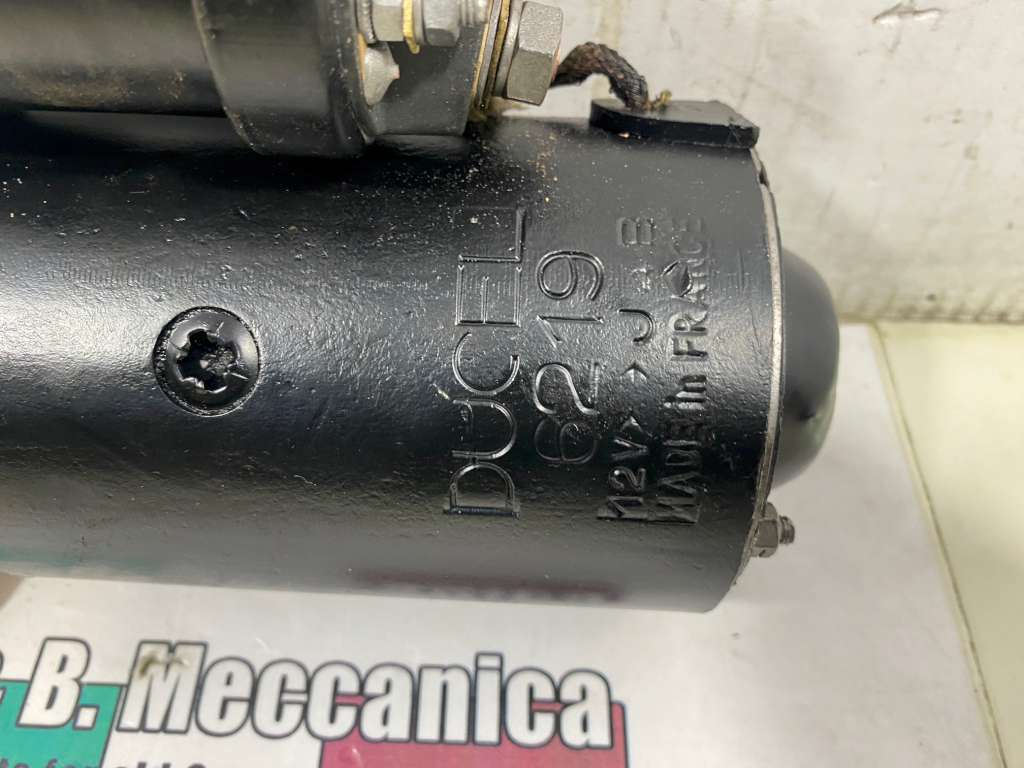 DUCEL
6219
12V> > J * B
MADE in FRANCE
B. Meccanica